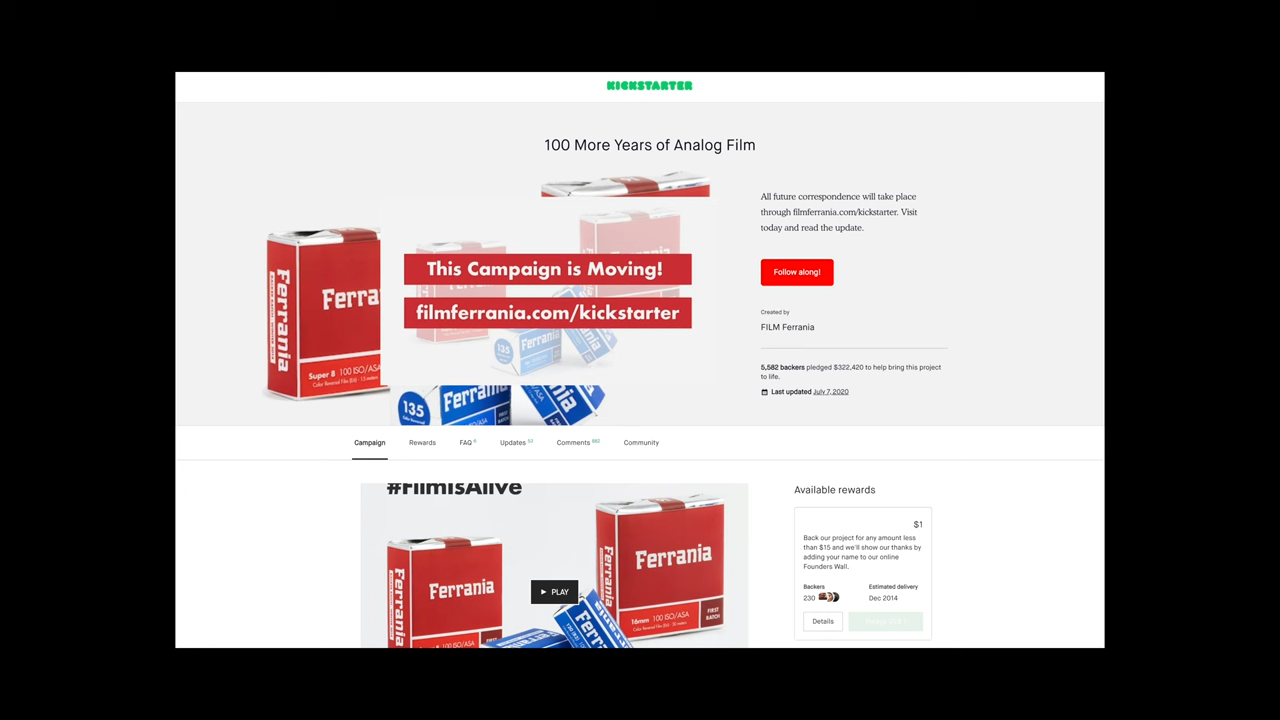 KICKSTARTER
100 More Years of Analog Film
This Campaign is Moving!
filmferrania.com/kickstarter
Ferrania
Ferra
Super 8 100 ISO/ASA
135
Ferrania
All future correspondence will take place
through filmferrania.com/kickstarter. Visit
today and read the update.
Follow along!
Created by
FILM Ferrania
5,582 backers pledged $322,420 to help bring this project
to life.
Last updated July 7, 2020
Campaign
Rewards
FAQ
Updates
Comments
Community
#FilmIsAlive
Ferrania
Ferrania
Ferrania
Ferrania
16mm 100 ISO/ASA
FIRST
BATCH
PLAY
Available rewards
$1
Back our project for any amount less
than $15 and we'll show our thanks by
adding your name to our online
Founders Wall.
Backers
230
Estimated delivery
Dec 2014
Details